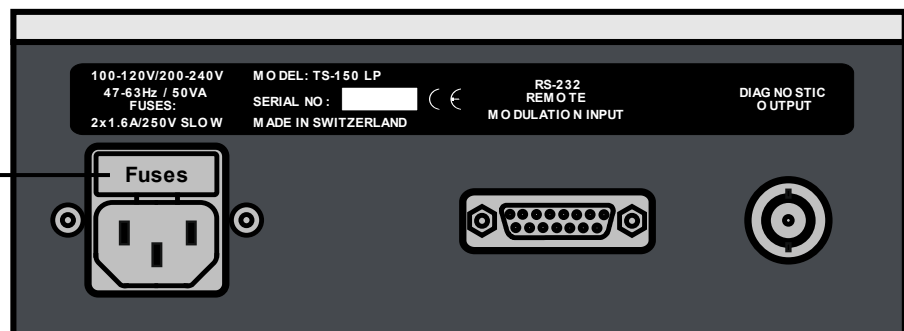 100-120V/200-240V
47-63Hz / 50VA
FUSES:
2x1.6A/250V SLOW
MODEL: TS-150 LP
SERIAL NO:
MADE IN SWITZERLAND
CE
RS-232
REMOTE
MODULATION INPUT
DIAGNOSTIC
OUTPUT
Fuses